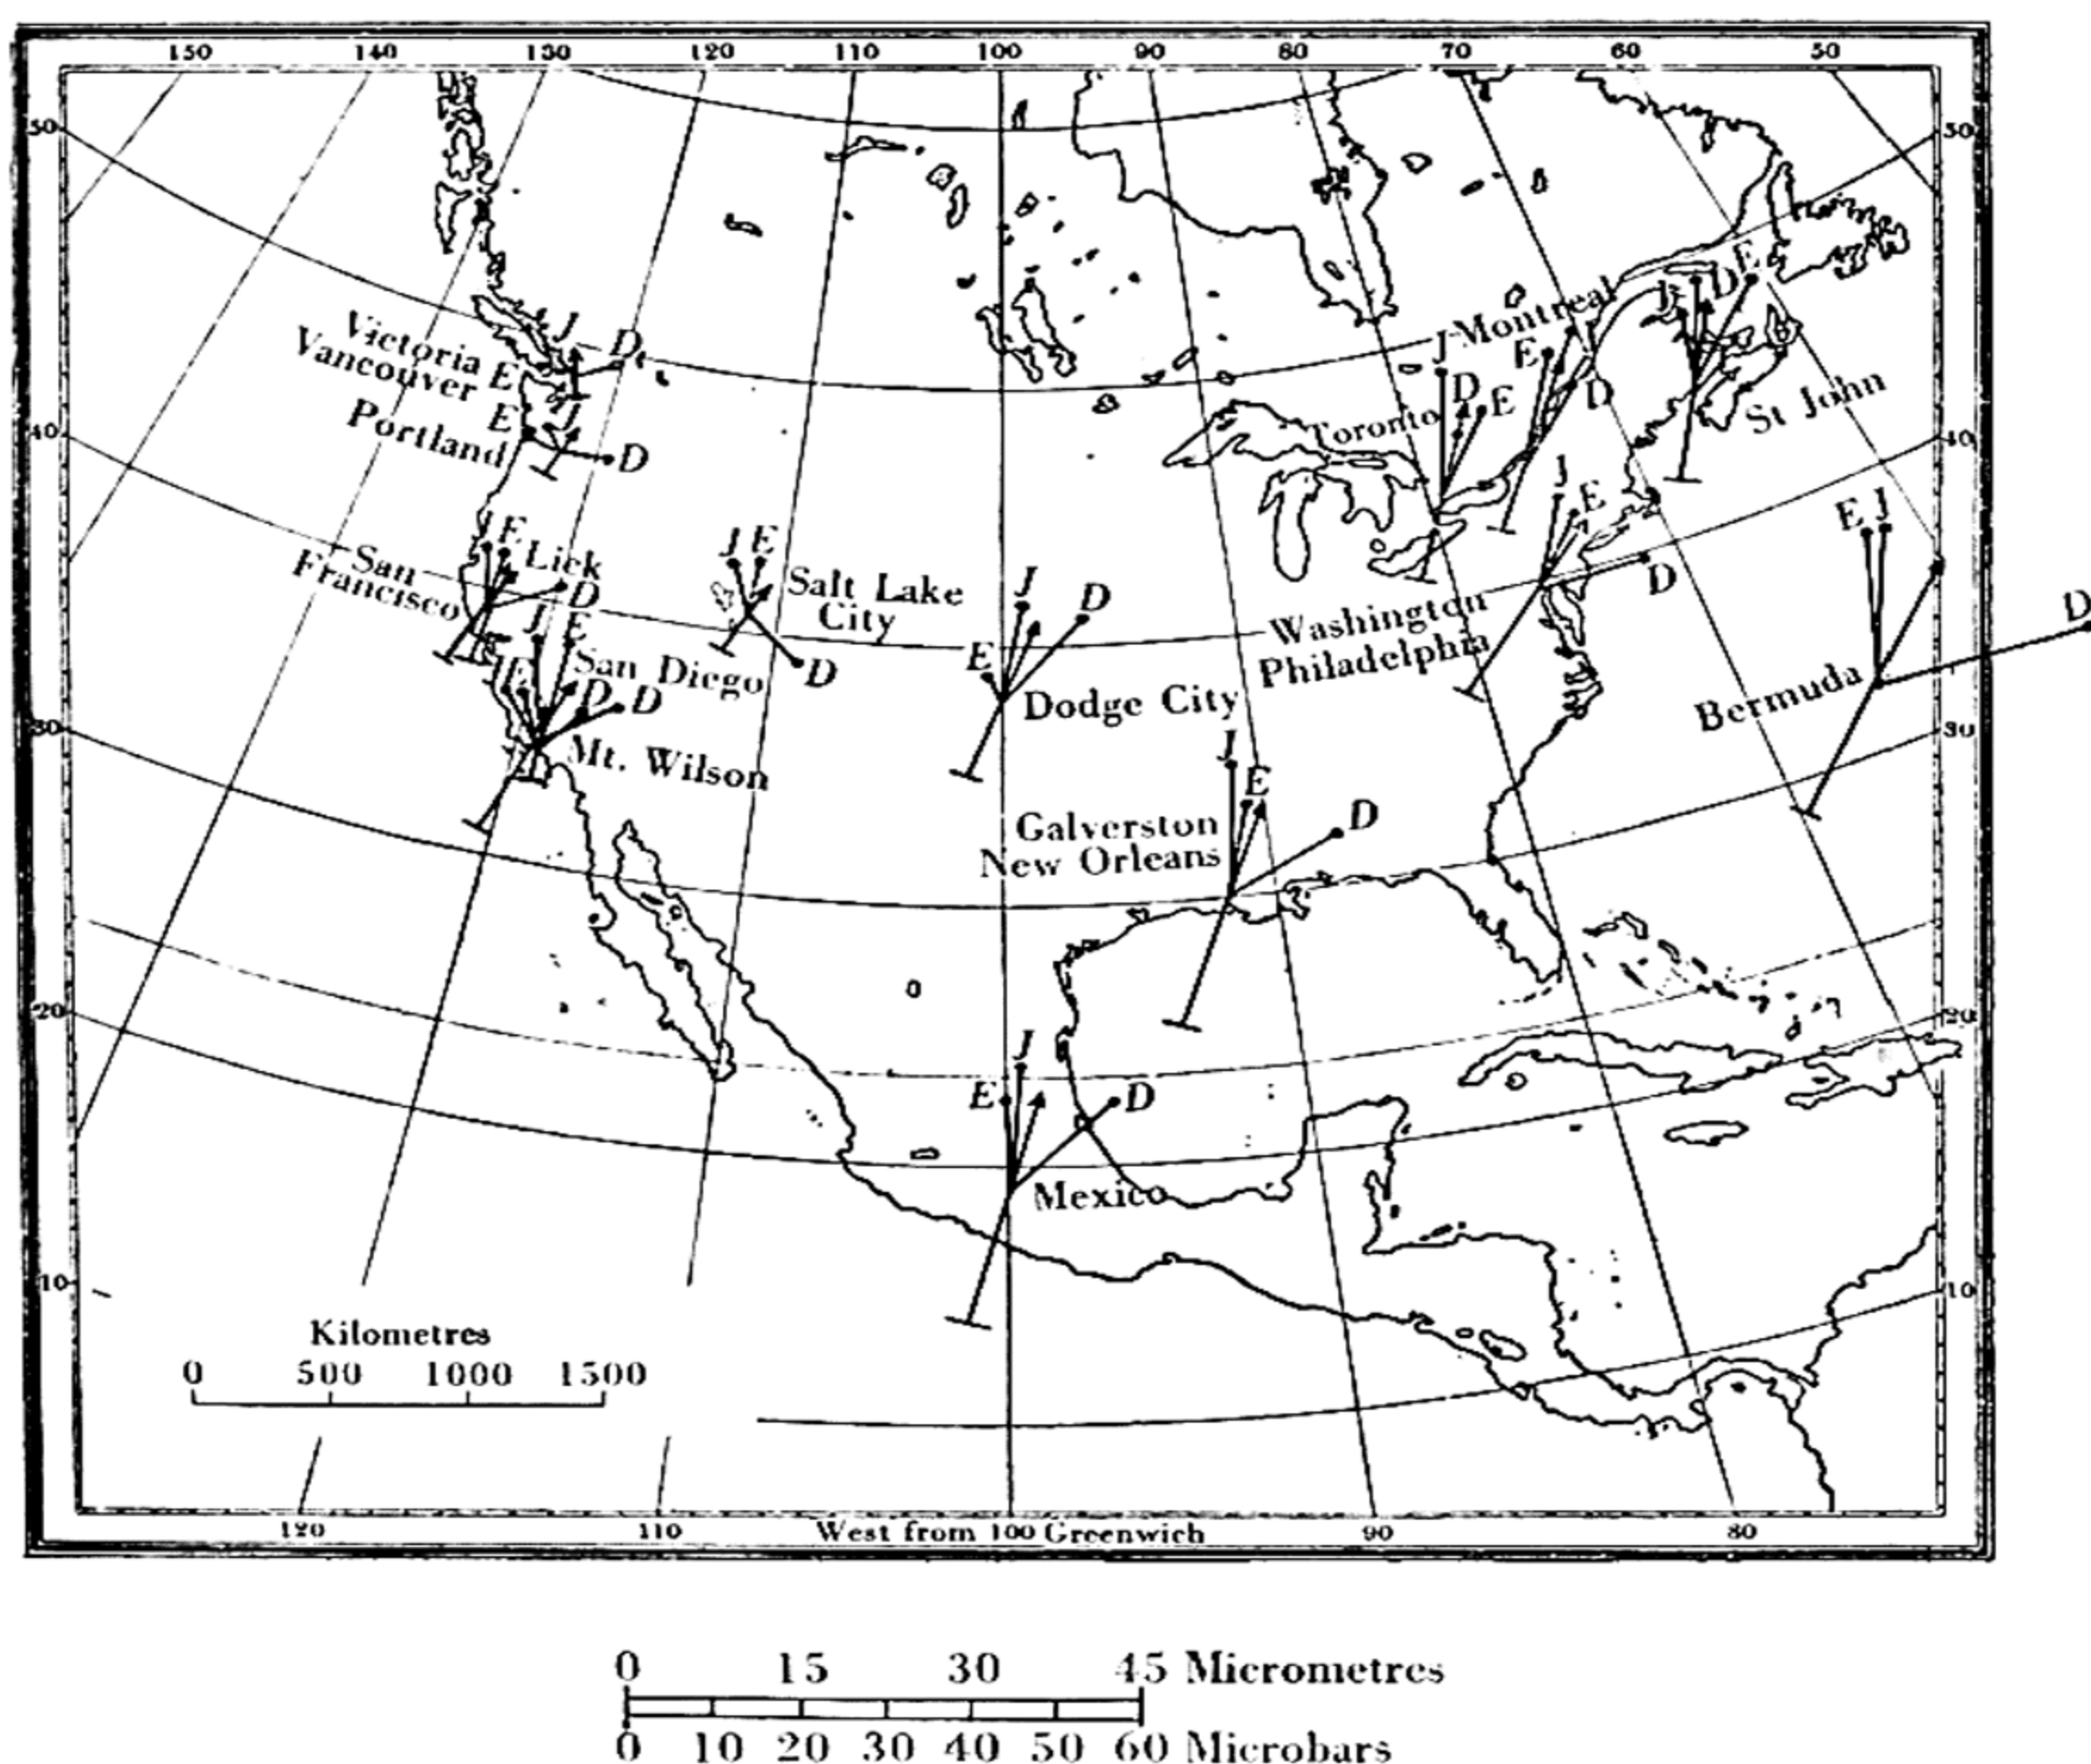 150 140 130 120 110 100 90 80 70 60 50
50 50
E
J Montreal D
Victoria J D
Vancouver E E
J D E
Portland E J D
Toronto D
St John
40 40
J E
E J
J E Lick
San
Francisco D
J E
Salt Lake
City
D
J D
E
Dodge City
Washington
Philadelphia
D
D
Bermuda
J E
San Diego
J E D D
Mt. Wilson
30 30
J
E
Galverston D
New Orleans
20 20
J
E D
Mexico
10 10
Kilometres
0 500 1000 1500
120 110 West from 100 Greenwich 90 80
0 15 30 45 Micrometres
0 10 20 30 40 50 60 Microbars